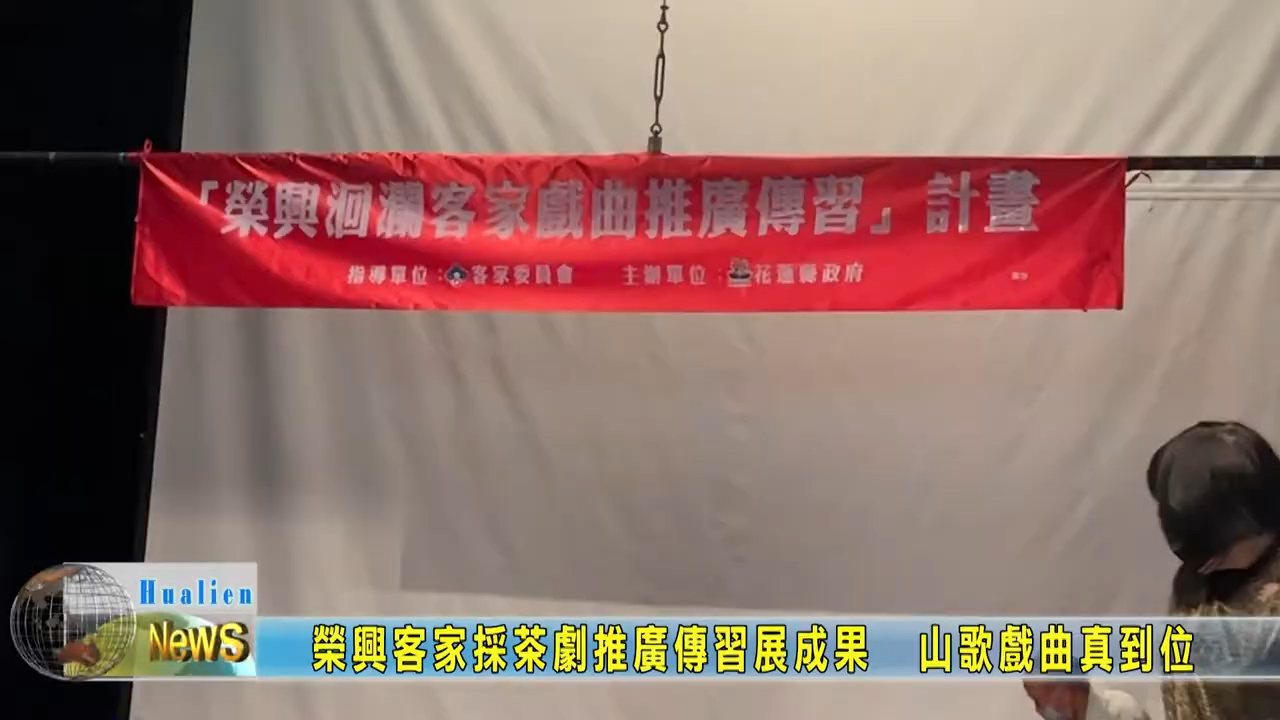 「榮興洄瀾客家戲曲推廣傳習」計畫
指導單位：客家委員會 主辦單位：花蓮縣政府
Hualien
NewS
榮興客家採茶劇推廣傳習展成果 山歌戲曲真到位